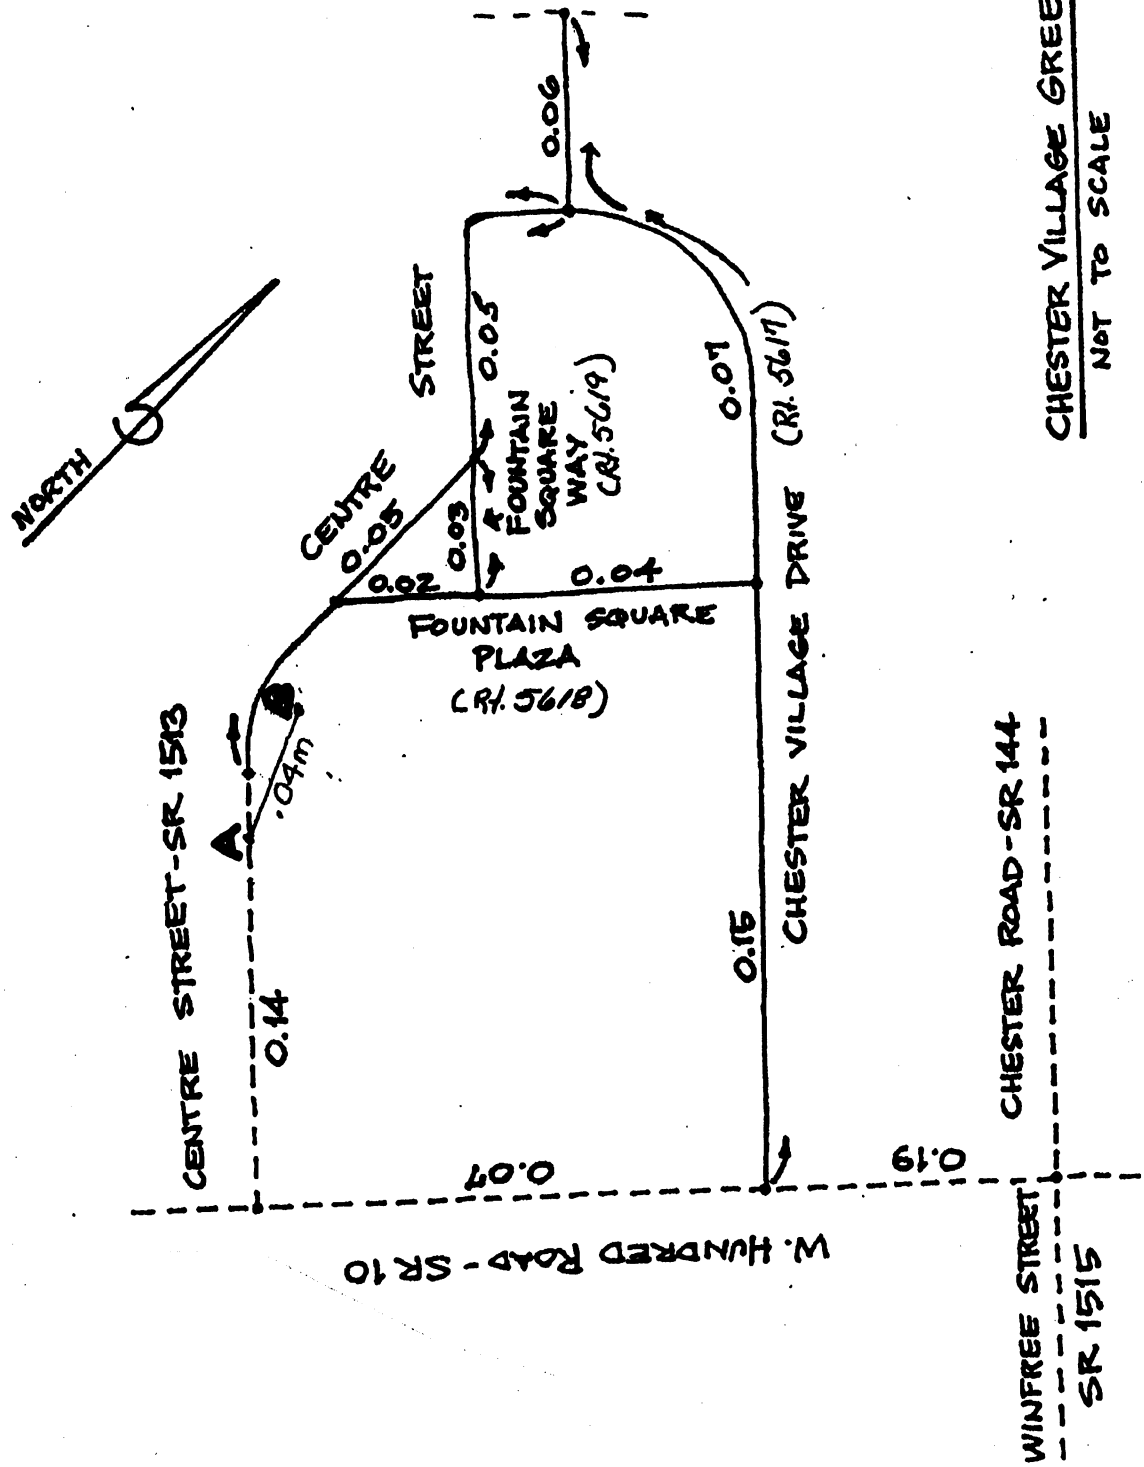 NORTH
0.06
STREET
0.05
CENTRE
0.05
0.03
FOUNTAIN
SQUARE
WAY
(Rt. 5619)
0.07
(Rt. 5617)
0.02
0.04
FOUNTAIN SQUARE
PLAZA
(Rt. 5618)
CENTRE STREET-SR 1513
A
B
.04m
0.14
0.15
CHESTER VILLAGE DRIVE
CHESTER ROAD-SR 144
0.07
0.19
W. HUNDRED ROAD-SR 10
WINFREE STREET
SR 1515
CHESTER VILLAGE GREE
NOT TO SCALE